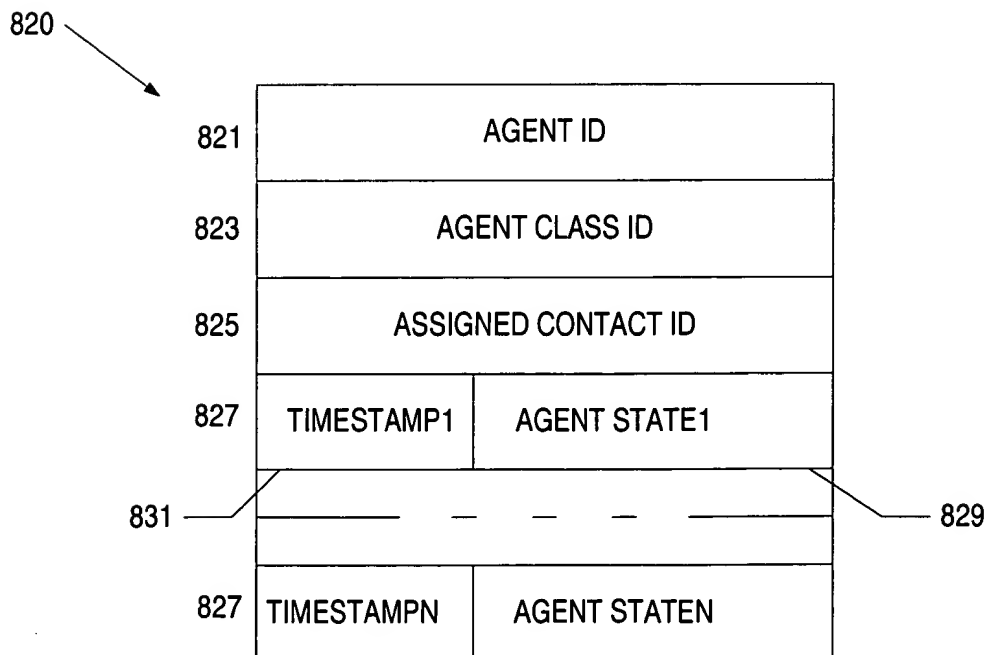 820
821 AGENT ID
823 AGENT CLASS ID
825 ASSIGNED CONTACT ID
827 TIMESTAMP1 AGENT STATE1
831 829
827 TIMESTAMPN AGENT STATEN